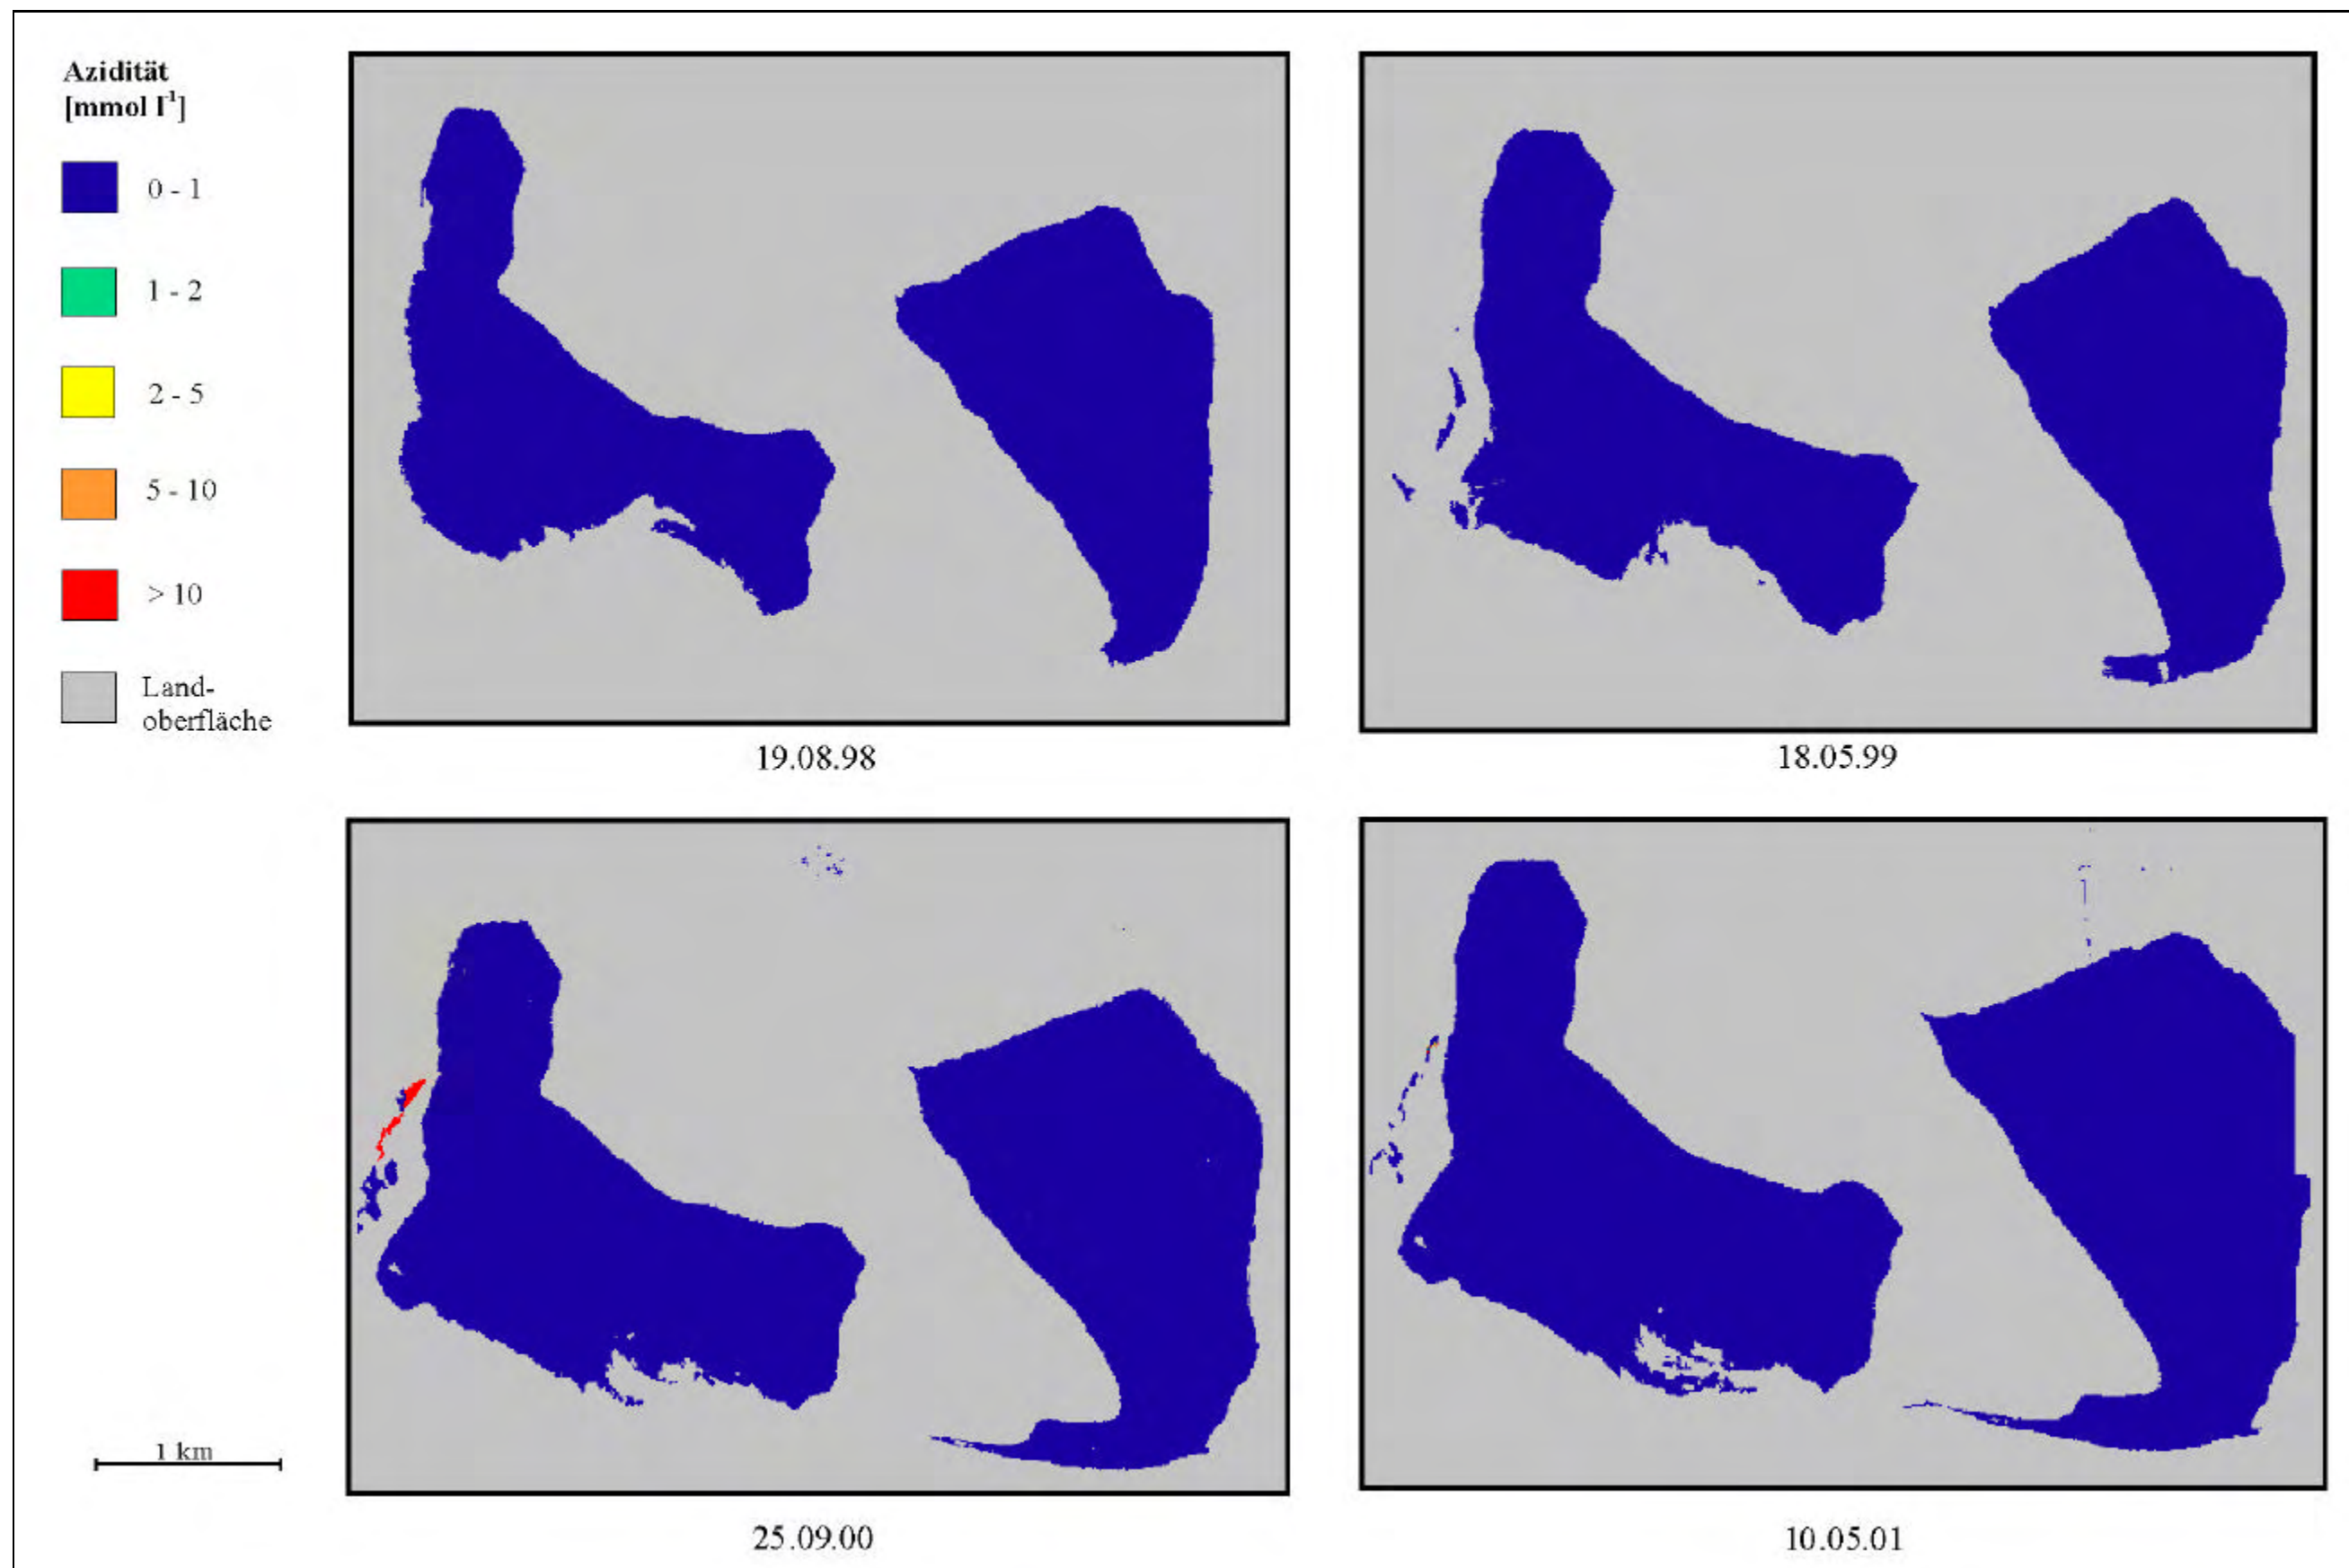 Azidität
[mmol l¹]
0 - 1
1 - 2
2 - 5
5 - 10
> 10
Land-
oberfläche
19.08.98
18.05.99
1 km
25.09.00
10.05.01